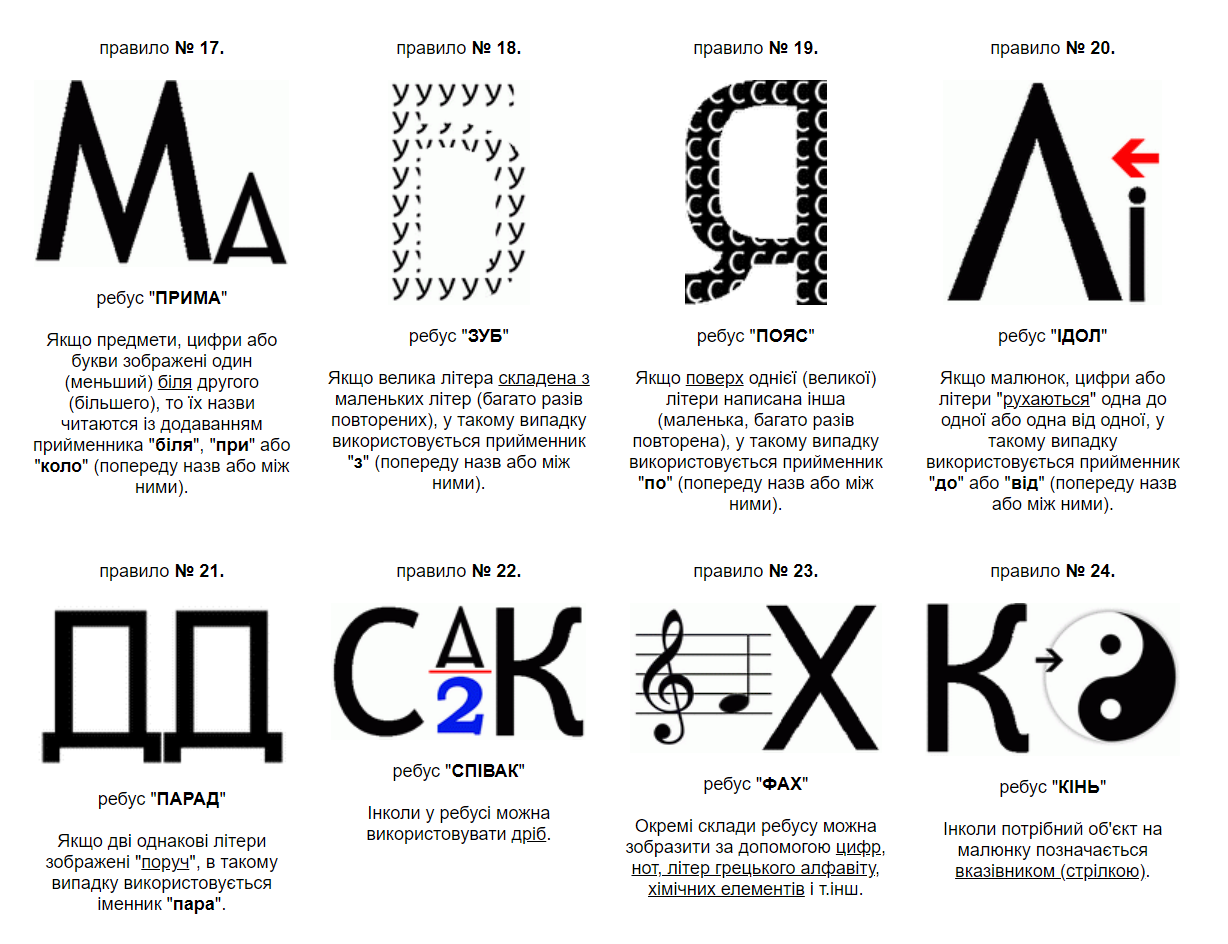 правило № 17.
Ма
ребус "ПРИМА"
Якщо предмети, цифри або
букви зображені один
(меньший) біля другого
(більшого), то їх назви
читаются із додаванням
прийменника "біля", "при" або
"коло" (попереду назв або між
ними).
правило № 18.
уууууу
Б
ребус "ЗУБ"
Якщо велика літера складена з
маленьких літер (багато разів
повторених), у такому випадку
використовується прийменник
"з" (попереду назв або між
ними).
правило № 19.
Я
ребус "ПОЯС"
Якщо поверх однієї (великої)
літери написана інша
(маленька, багато разів
повторена), у такому випадку
використовується прийменник
"по" (попереду назв або між
ними).
правило № 20.
Лі
ребус "ІДОЛ"
Якщо малюнок, цифри або
літери "рухаються" одна до
одної або одна від одної, у
такому випадку
використовується прийменник
"до" або "від" (попереду назв
або між ними).
правило № 21.
ДД
ребус "ПАРАД"
Якщо дві однакові літери
зображені "поруч", в такому
випадку використовується
іменник "пара".
правило № 22.
С А/2 К
ребус "СПІВАК"
Інколи у ребусі можна
використовувати дріб.
правило № 23.
Х
ребус "ФАХ"
Окремі склади ребусу можна
зобразити за допомогою цифр,
нот, літер грецького алфавіту,
хімічних елементів і т.інш.
правило № 24.
К
ребус "КІНЬ"
Інколи потрібний об'єкт на
малюнку позначається
вказівником (стрілкою).